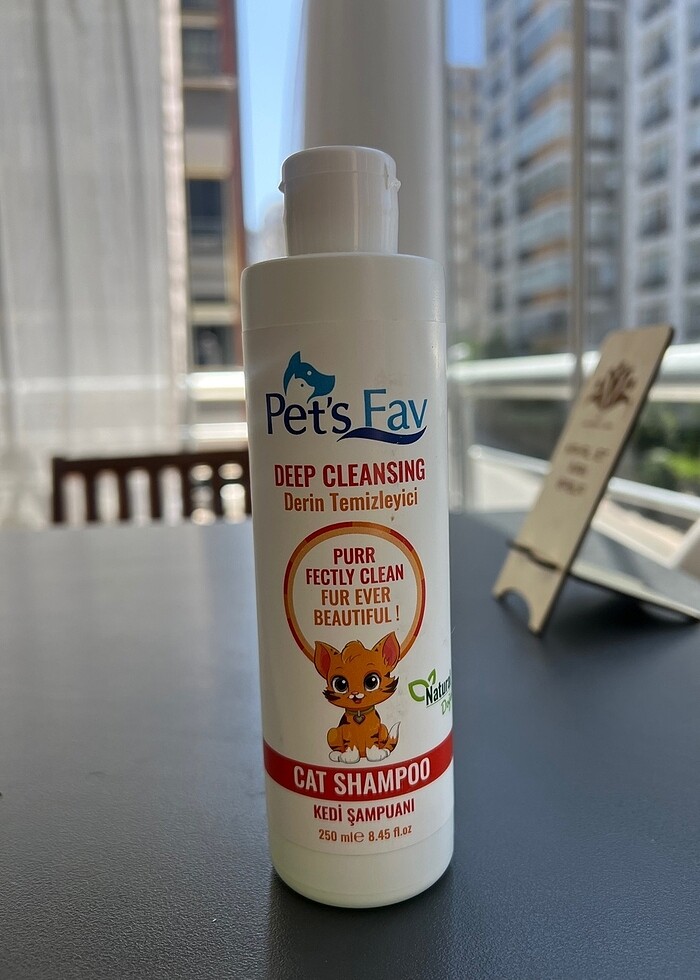 Pet's Fav
DEEP CLEANSING
Derin Temizleyici
PURR
FECTLY CLEAN
FUR EVER
BEAUTIFUL !
Natural
CAT SHAMPOO
KEDİ ŞAMPUANI
250 ml℮ 8.45 fl.oz